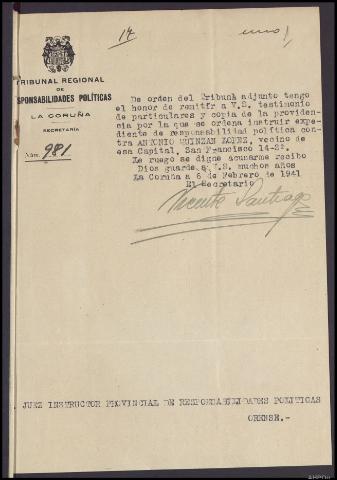 14
uno/
TRIBUNAL REGIONAL
DE
RESPONSABILIDADES POLÍTICAS
LA CORUÑA
SECRETARÍA
Núm. 981
De orden del Tribunal adjunto tengo
el honor de remitir a V.S. testimonio
de particulares y copia de la providen-
cia por la que se ordena instruir expe-
diente de responsabilidad política con-
tra ANTONIO QUINZAN LOPEZ, vecino de
esa Capital, San Francisco 14-2º.
Le ruego se digne acusarme recibo
Dios guarde a V.S. muchos años
La Coruña a 6 de Febrero de 1941
El Secretario
Vicente Santiago
JUEZ INSTRUCTOR PROVINCIAL DE RESPONSABILIDADES POLITICAS
ORENSE.-